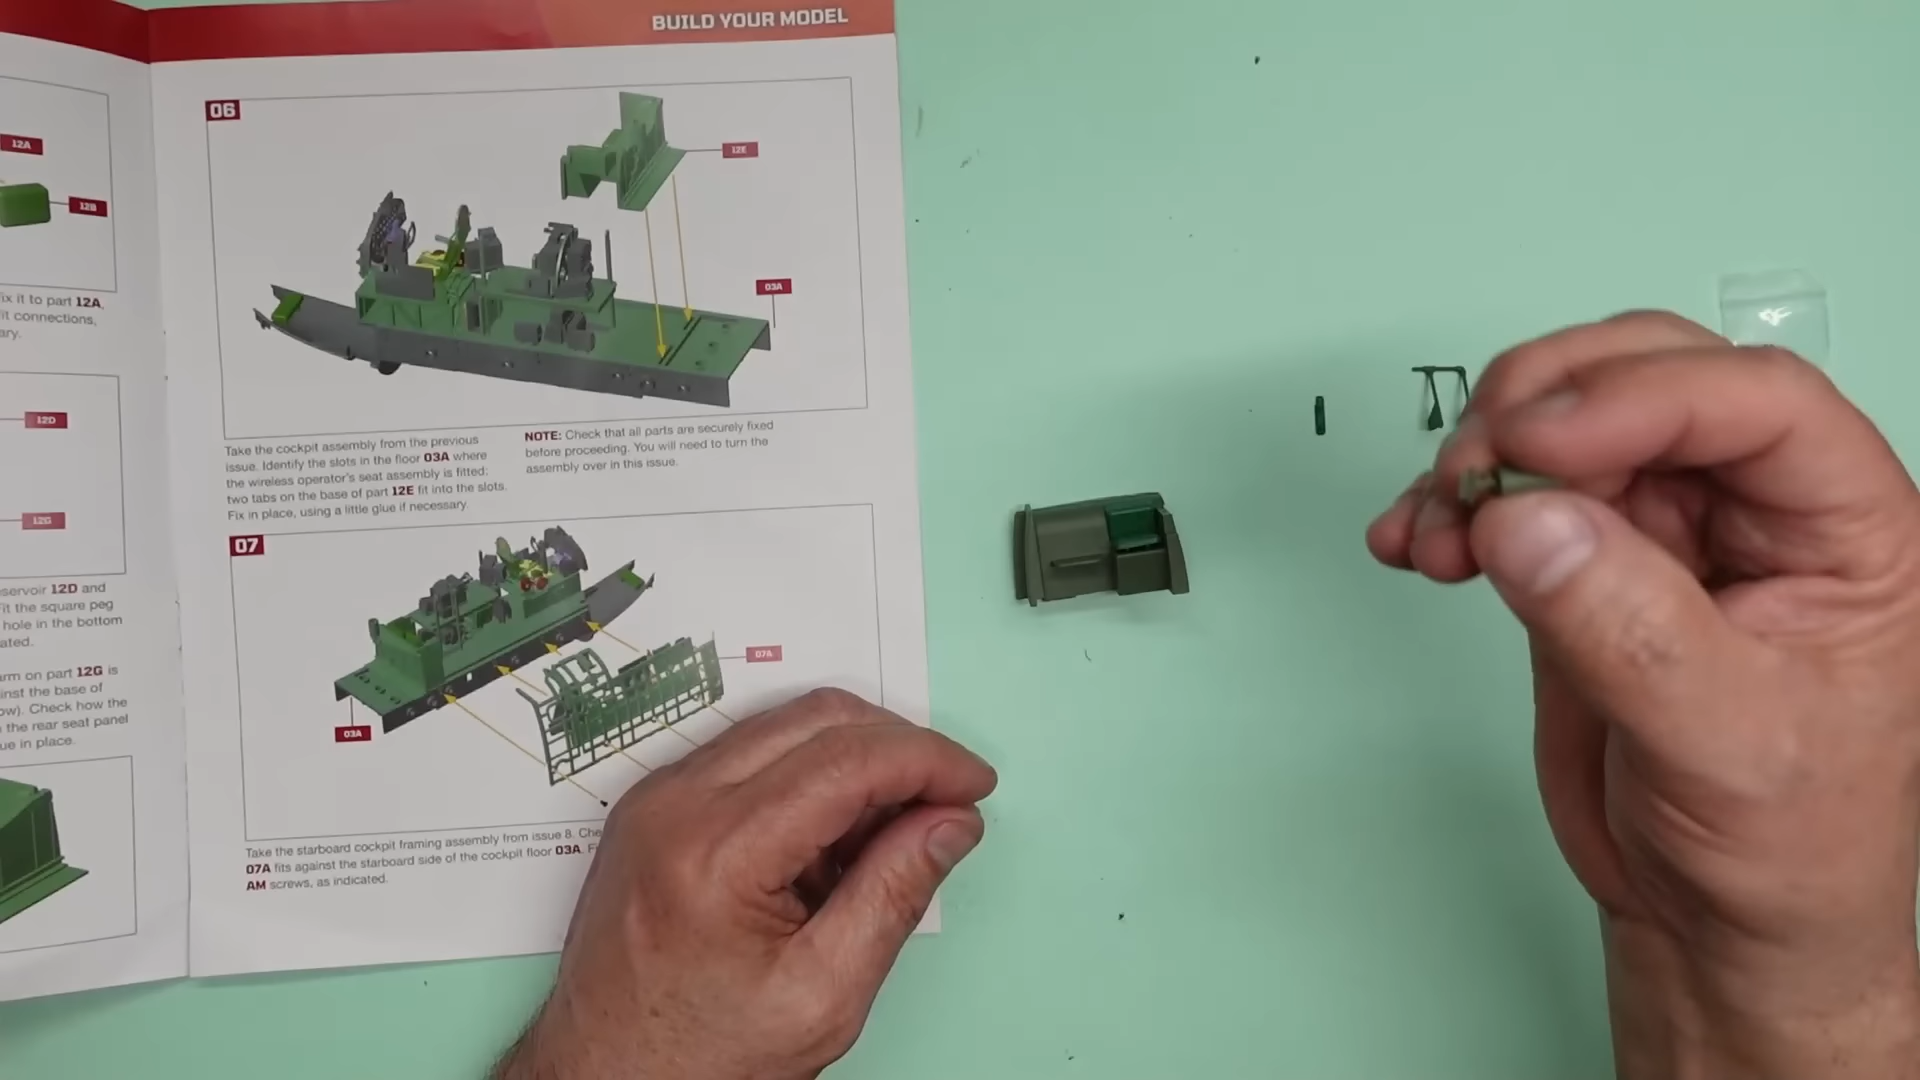 BUILD YOUR MODEL
12A
12B
ix it to part 12A,
it connections,
ary.
12D
12G
servoir 12D and
it the square peg
hole in the bottom
ated.
arm on part 12G is
inst the base of
ow). Check how the
the rear seat panel
ue in place.
06
12E
03A
Take the cockpit assembly from the previous
issue. Identify the slots in the floor 03A where
the wireless operator's seat assembly is fitted:
two tabs on the base of part 12E fit into the slots.
Fix in place, using a little glue if necessary.
NOTE: Check that all parts are securely fixed
before proceeding. You will need to turn the
assembly over in this issue.
07
07A
03A
Take the starboard cockpit framing assembly from issue 8. Che
07A fits against the starboard side of the cockpit floor 03A. Fi
AM screws, as indicated.